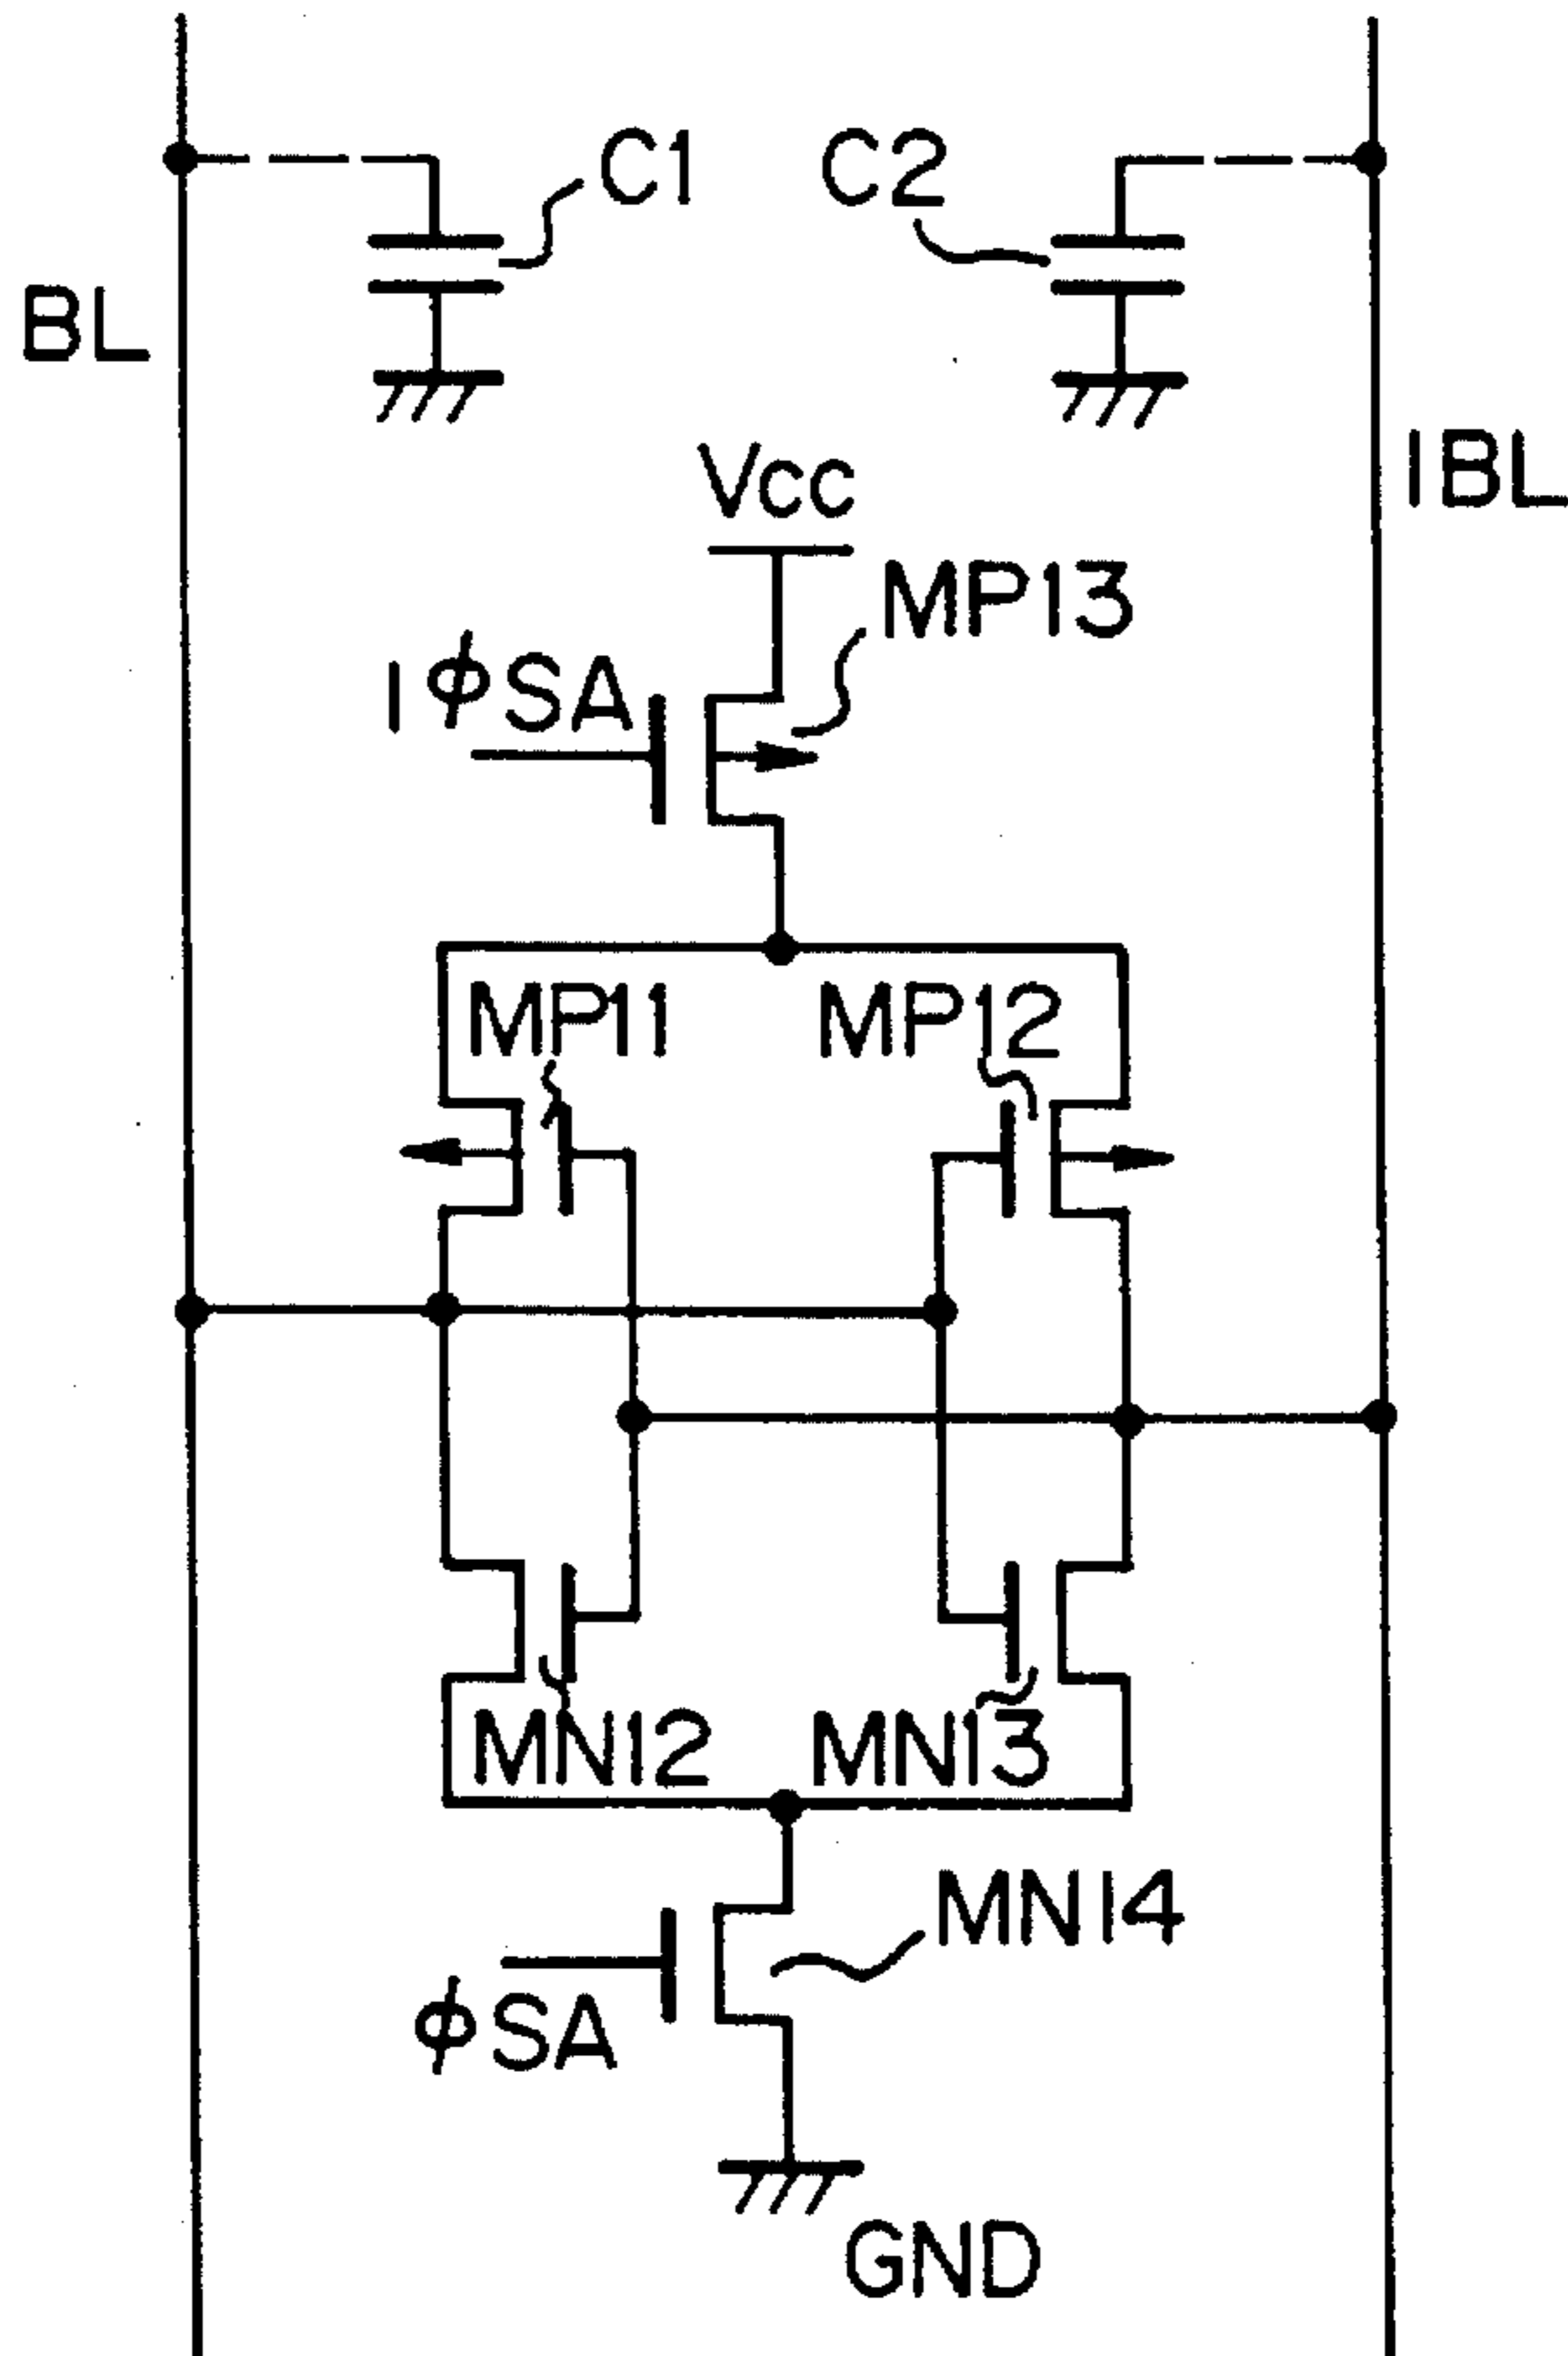 C1
C2
BL
IBL
Vcc
MP13
IϕSA
MP11
MP12
MN12
MN13
MN14
ϕSA
GND